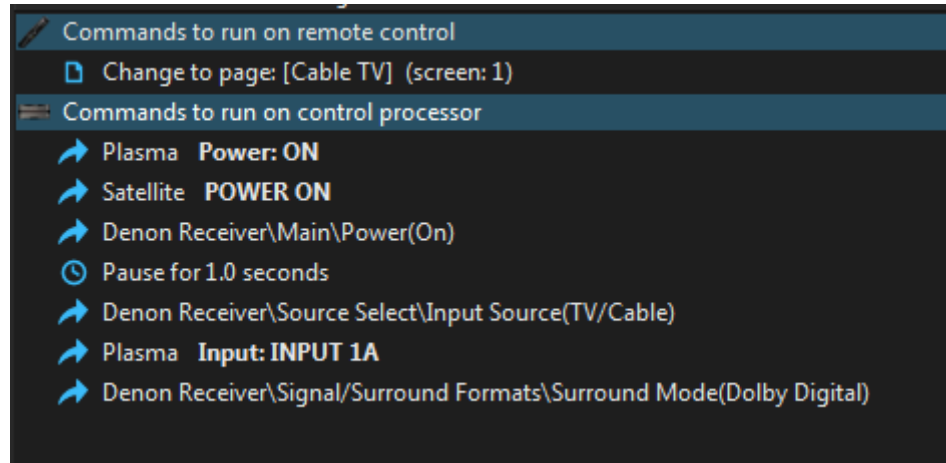 Commands to run on remote control
Change to page: [Cable TV] (screen: 1)
Commands to run on control processor
Plasma Power: ON
Satellite POWER ON
Denon Receiver\Main\Power(On)
Pause for 1.0 seconds
Denon Receiver\Source Select\Input Source(TV/Cable)
Plasma Input: INPUT 1A
Denon Receiver\Signal/Surround Formats\Surround Mode(Dolby Digital)